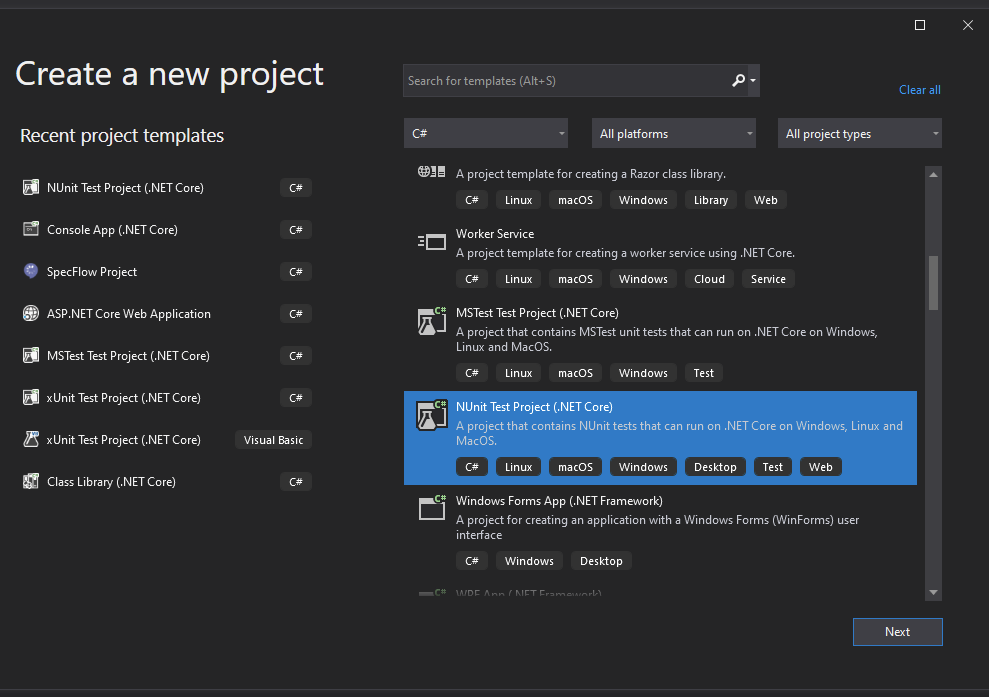 Create a new project
Recent project templates
NUnit Test Project (.NET Core) C#
Console App (.NET Core) C#
SpecFlow Project C#
ASP.NET Core Web Application C#
MSTest Test Project (.NET Core) C#
xUnit Test Project (.NET Core) C#
xUnit Test Project (.NET Core) Visual Basic
Class Library (.NET Core) C#
Search for templates (Alt+S)
Clear all
C# All platforms All project types
A project template for creating a Razor class library.
C# Linux macOS Windows Library Web
Worker Service
A project template for creating a worker service using .NET Core.
C# Linux macOS Windows Cloud Service
C#
MSTest Test Project (.NET Core)
A project that contains MSTest unit tests that can run on .NET Core on Windows,
Linux and MacOS.
C# Linux macOS Windows Test
C#
NUnit Test Project (.NET Core)
A project that contains NUnit tests that can run on .NET Core on Windows, Linux and
MacOS.
C# Linux macOS Windows Desktop Test Web
C#
Windows Forms App (.NET Framework)
A project for creating an application with a Windows Forms (WinForms) user
interface
C# Windows Desktop
C#
WPF App (.NET Framework)
Next